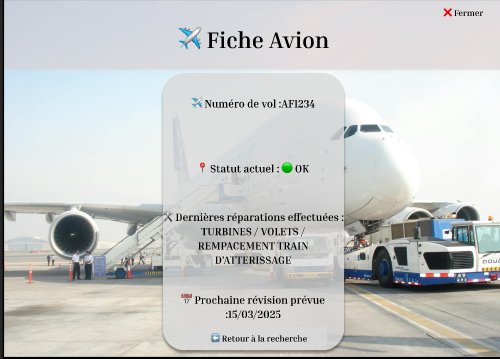 ❌ Fermer
✈️ Fiche Avion
✈️ Numéro de vol :AF1234
📍 Statut actuel : 🟢 OK
🛠 Dernières réparations effectuées :
TURBINES / VOLETS /
REMPACEMENT TRAIN
D'ATTERISSAGE
📅 Prochaine révision prévue
:15/03/2025
⬅️ Retour à la recherche